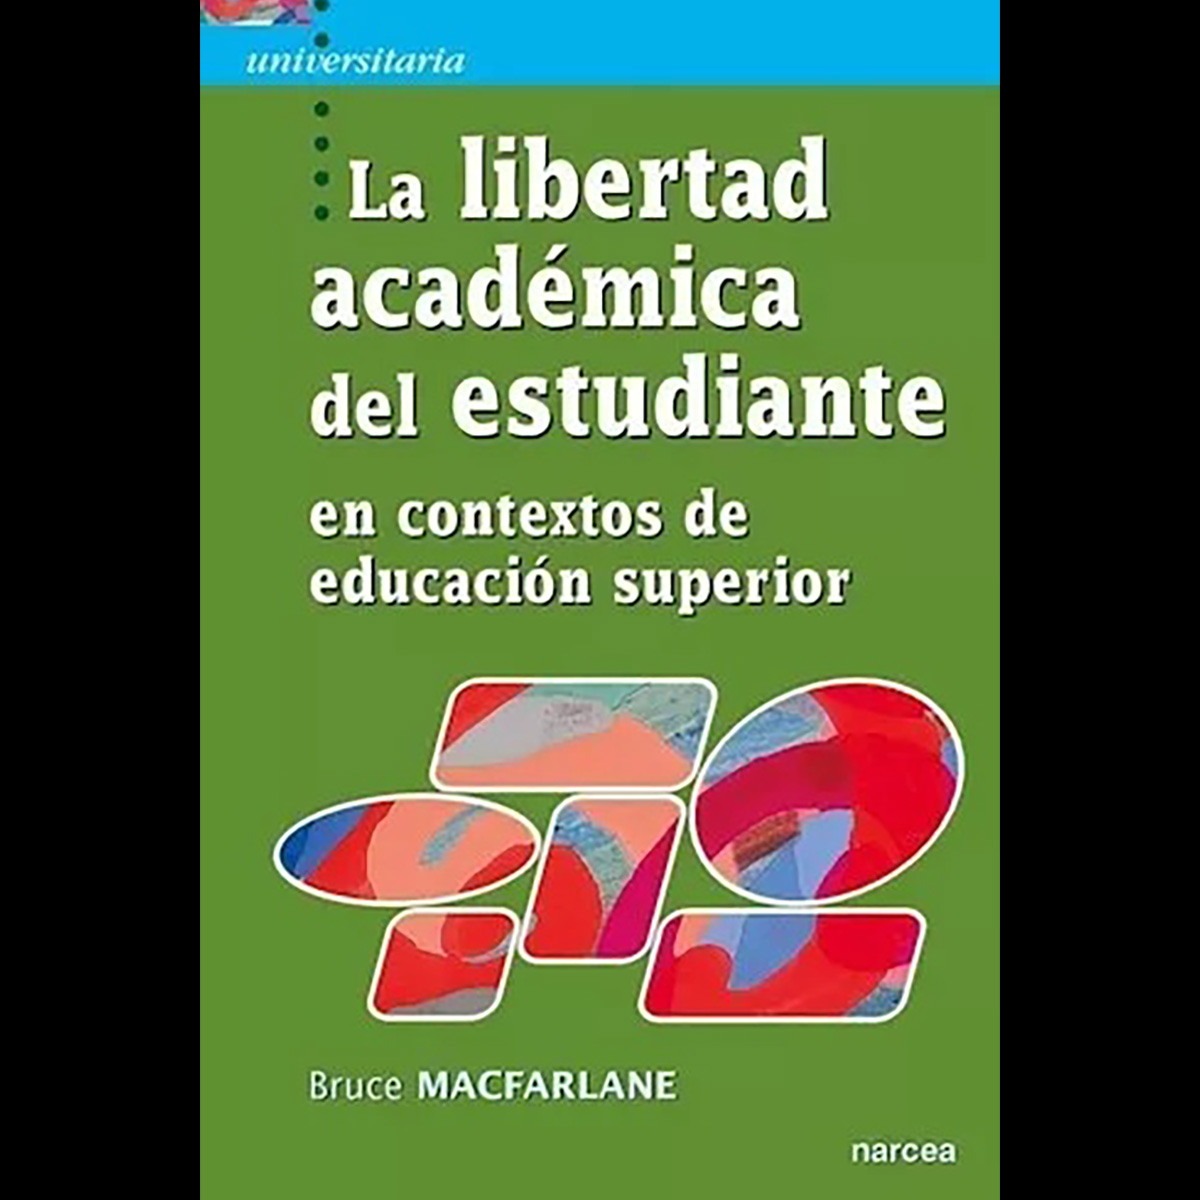 universitaria
La libertad
académica
del estudiante
en contextos de
educación superior
Bruce MACFARLANE
narcea